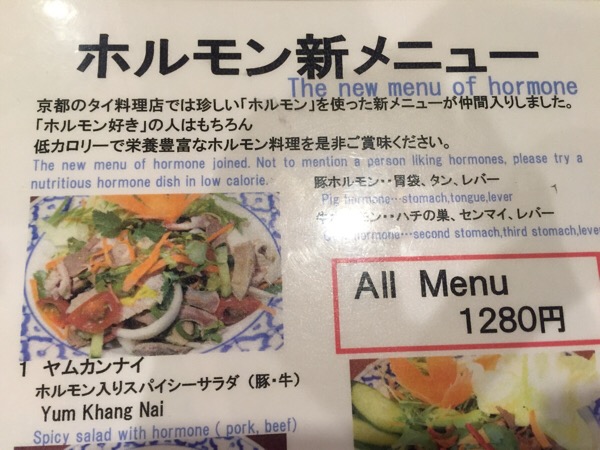 ホルモン新メニュー
The new menu of hormone
京都のタイ料理店では珍しい「ホルモン」を使った新メニューが仲間入りしました。
「ホルモン好き」の人はもちろん
低カロリーで栄養豊富なホルモン料理を是非ご賞味ください。
The new menu of hormone joined. Not to mention a person liking hormones, please try a
nutritious hormone dish in low calorie.
豚ホルモン・・胃袋、タン、レバー
Pig hormone…stomach,tongue,lever
牛 モン・・ハチの巣、センマイ、レバー
hormone…second stomach,third stomach,leve
All Menu
1280円
1 ヤムカンナイ
ホルモン入りスパイシーサラダ（豚・牛）
Yum Khang Nai
Spicy salad with hormone ( pork, beef)